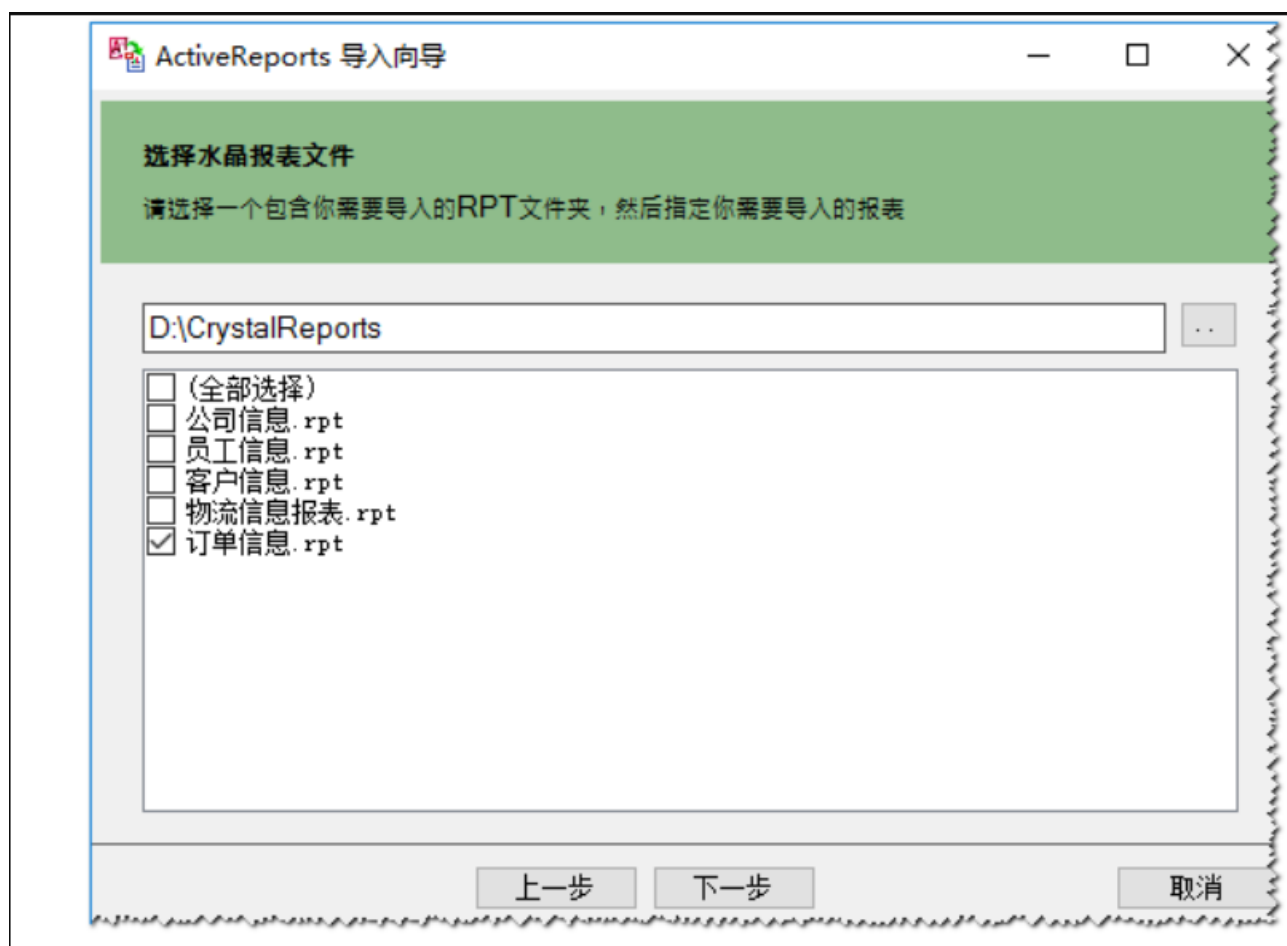 ActiveReports 导入向导
选择水晶报表文件
请选择一个包含你需要导入的RPT文件夹，然后指定你需要导入的报表
D:\CrystalReports
..
(全部选择)
公司信息.rpt
员工信息.rpt
客户信息.rpt
物流信息报表.rpt
订单信息.rpt
上一步 下一步 取消